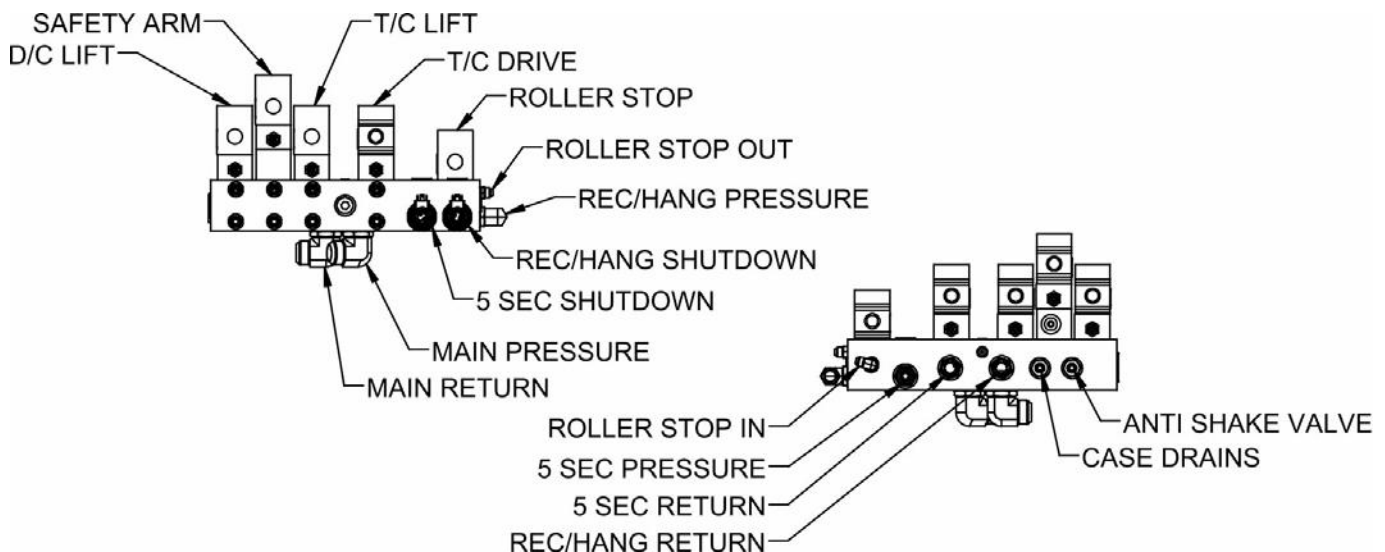 SAFETY ARM
T/C LIFT
D/C LIFT
T/C DRIVE
ROLLER STOP
ROLLER STOP OUT
REC/HANG PRESSURE
REC/HANG SHUTDOWN
5 SEC SHUTDOWN
MAIN PRESSURE
MAIN RETURN
ROLLER STOP IN
ANTI SHAKE VALVE
5 SEC PRESSURE
CASE DRAINS
5 SEC RETURN
REC/HANG RETURN